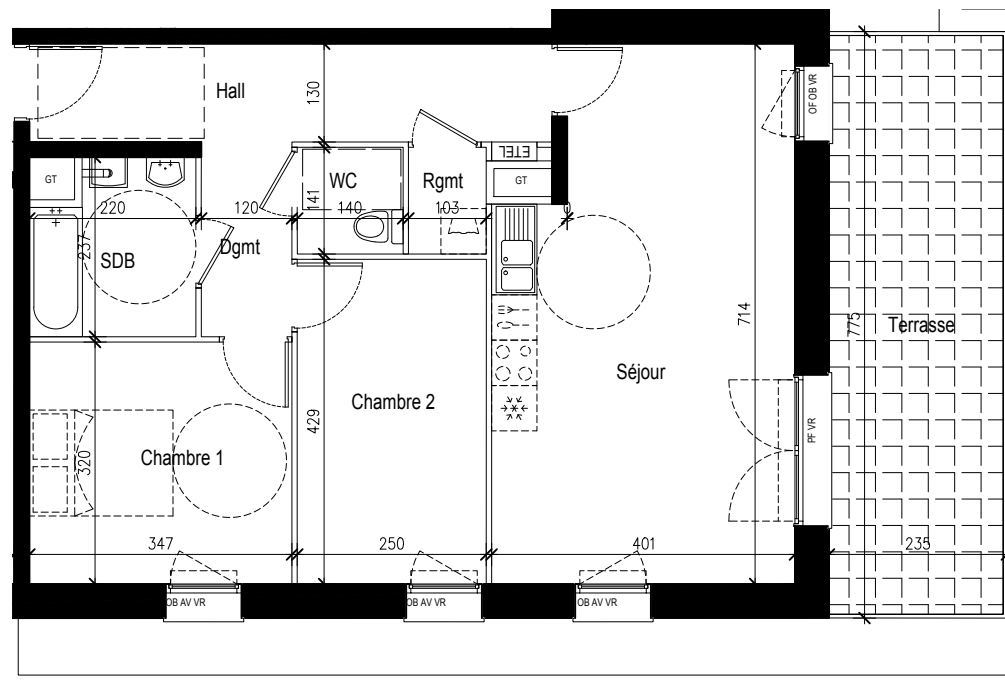 OF OB VR
Hall
130
ETEL
GT
WC
Rgmt
GT
141
220
120
140
103
237
SDB
Dgmt
714
775
Terrasse
Séjour
Chambre 2
429
PF VR
Chambre 1
320
347
250
401
235
OB AV VR
OB AV VR
OB AV VR